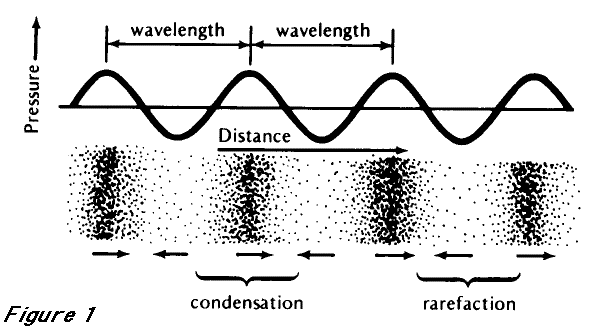 wavelength wavelength
Pressure
Distance
condensation rarefaction
Figure 1